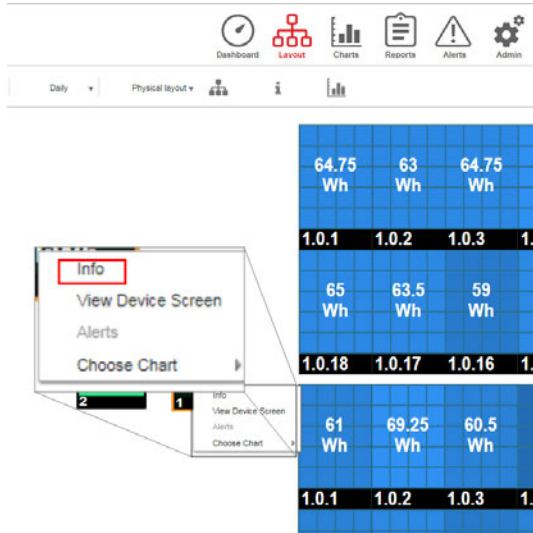 Dashboard Layout Charts Reports Alerts Admin
Daily Physical layout
64.75 63 64.75
Wh Wh Wh
1.0.1 1.0.2 1.0.3 1.
Info
View Device Screen
Alerts
Choose Chart
65 63.5 59
Wh Wh Wh
1.0.18 1.0.17 1.0.16 1.
2 1
Info
View Device Screen
Alerts
Choose Chart
61 69.25 60.5
Wh Wh Wh
1.0.1 1.0.2 1.0.3 1.